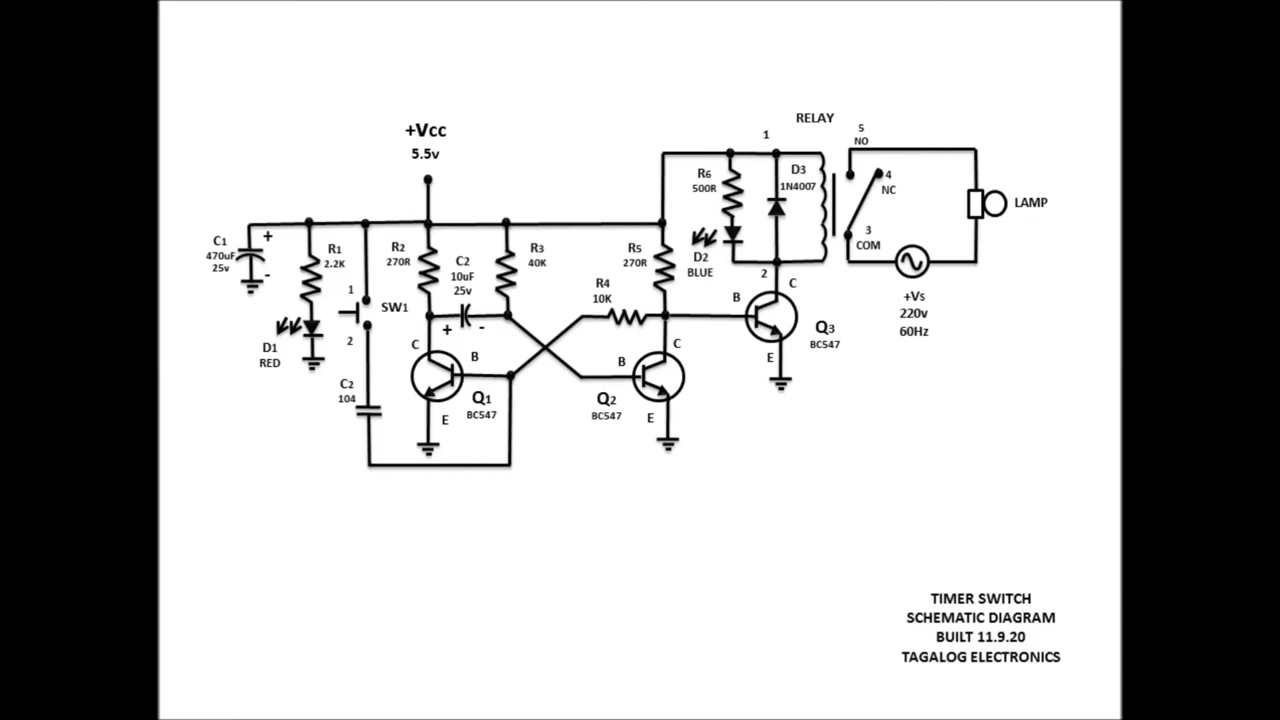 RELAY
+Vcc
5.5v
1
5
NO
D3
1N4007
R6
500R
4
NC
LAMP
3
COM
C1
470uF
25v
+
-
R1
2.2K
R2
270R
C2
10uF
25v
+
-
R3
40K
R5
270R
R4
10K
D2
BLUE
2
+Vs
220v
60Hz
1
SW1
2
D1
RED
C2
104
C
B
E
Q1
BC547
C
B
E
Q2
BC547
C
B
E
Q3
BC547
TIMER SWITCH
SCHEMATIC DIAGRAM
BUILT 11.9.20
TAGALOG ELECTRONICS